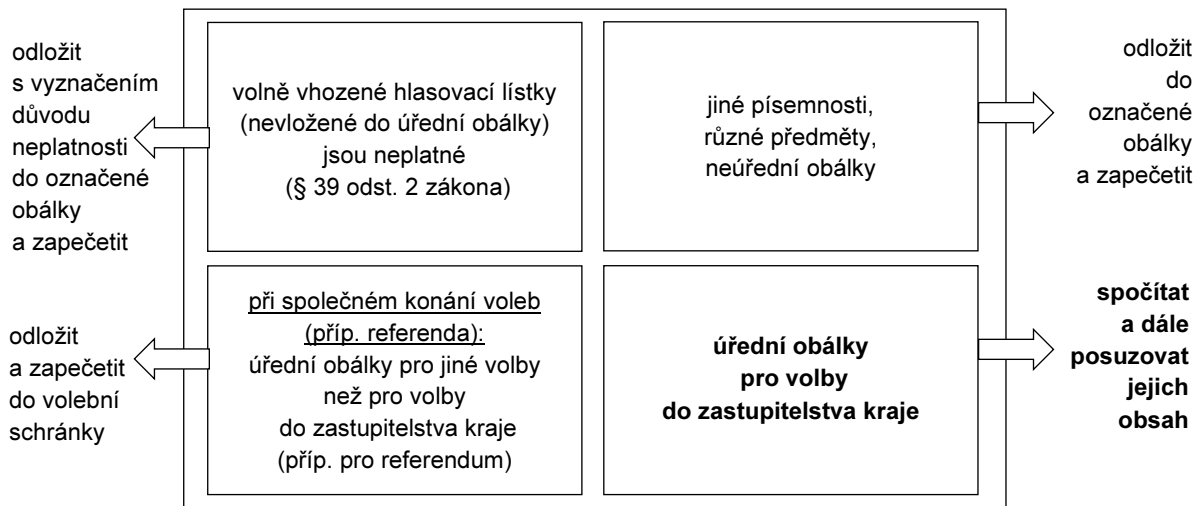 odložit
s vyznačením
důvodu
neplatnosti
do označené
obálky
a zapečetit
volně vhozené hlasovací lístky
(nevložené do úřední obálky)
jsou neplatné
(§ 39 odst. 2 zákona)
jiné písemnosti,
různé předměty,
neúřední obálky
odložit
do
označené
obálky
a zapečetit
odložit
a zapečetit
do volební
schránky
při společném konání voleb
(příp. referenda):
úřední obálky pro jiné volby
než pro volby
do zastupitelstva kraje
(příp. pro referendum)
úřední obálky
pro volby
do zastupitelstva kraje
spočítat
a dále
posuzovat
jejich
obsah